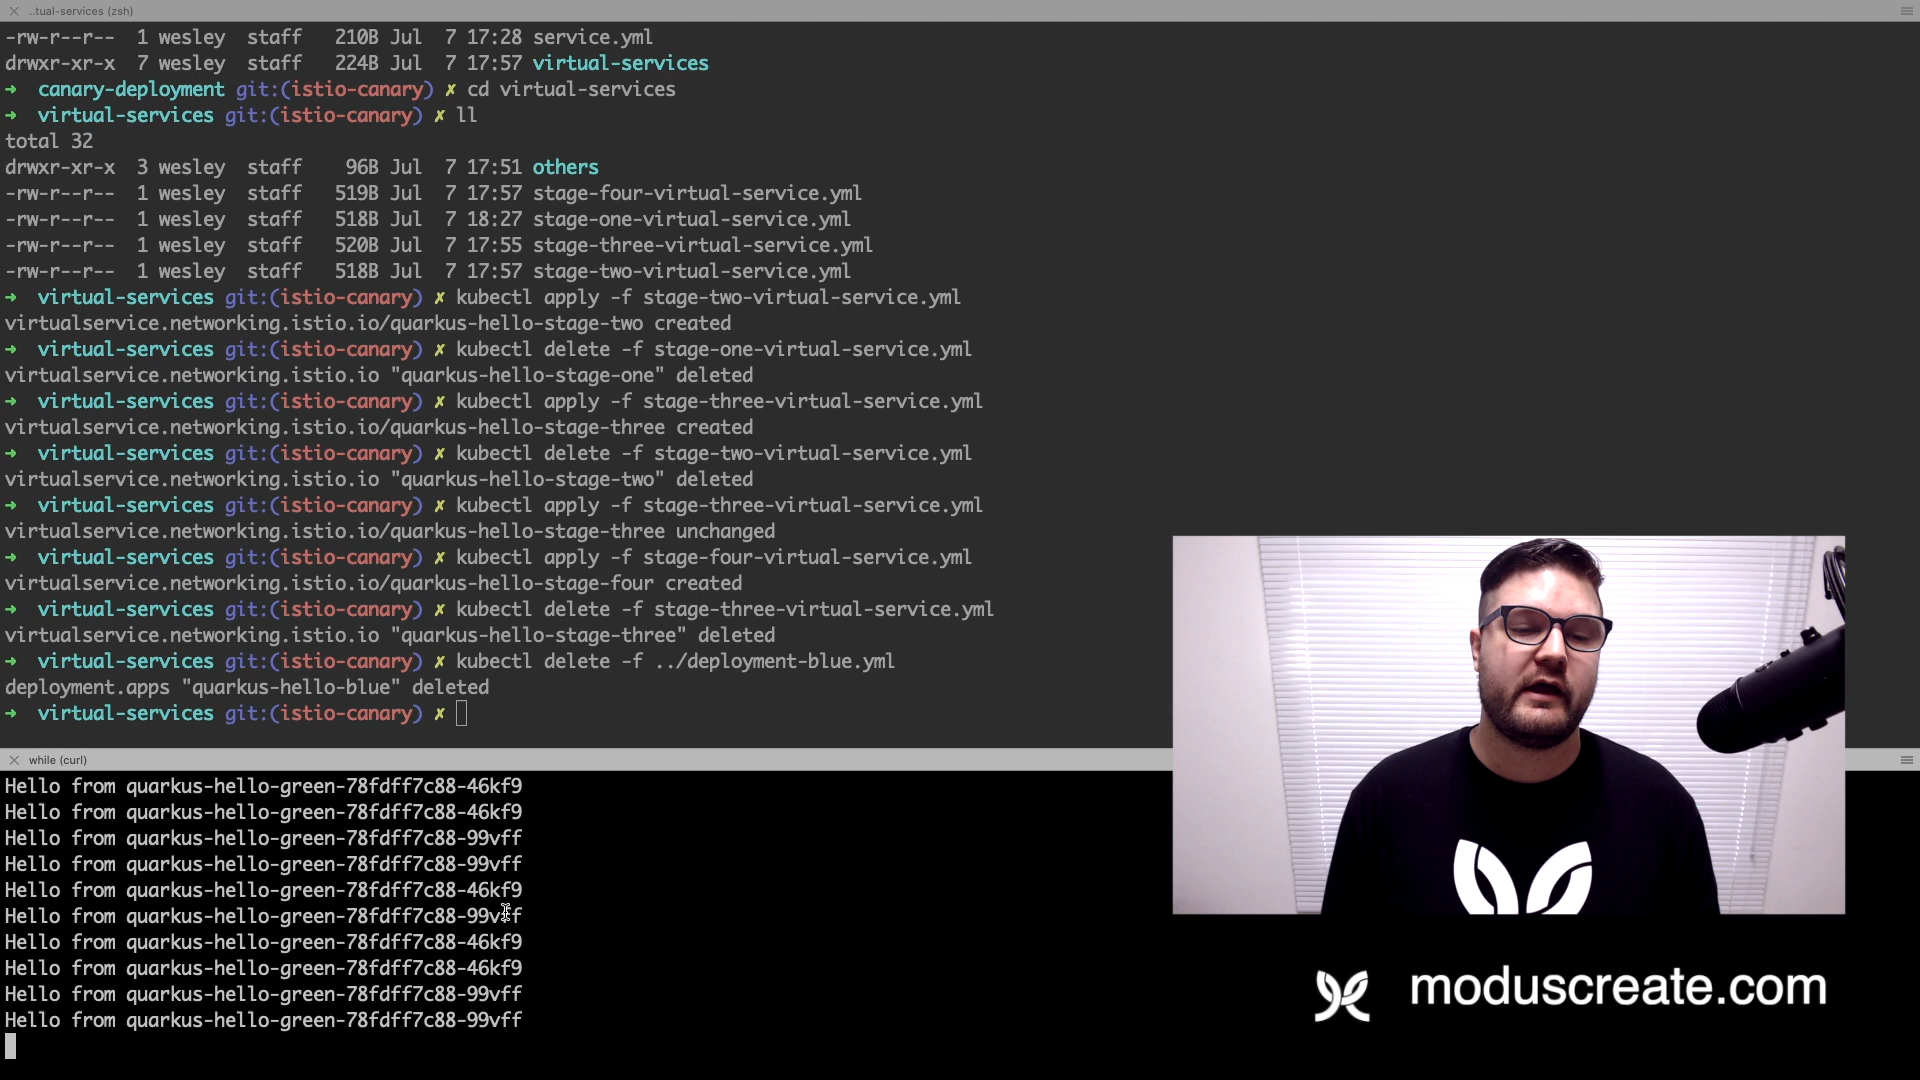 ..tual-services (zsh)
-rw-r--r-- 1 wesley staff 210B Jul 7 17:28 service.yml
drwxr-xr-x 7 wesley staff 224B Jul 7 17:57 virtual-services
➜ canary-deployment git:(istio-canary) ✗ cd virtual-services
➜ virtual-services git:(istio-canary) ✗ ll
total 32
drwxr-xr-x 3 wesley staff 96B Jul 7 17:51 others
-rw-r--r-- 1 wesley staff 519B Jul 7 17:57 stage-four-virtual-service.yml
-rw-r--r-- 1 wesley staff 518B Jul 7 18:27 stage-one-virtual-service.yml
-rw-r--r-- 1 wesley staff 520B Jul 7 17:55 stage-three-virtual-service.yml
-rw-r--r-- 1 wesley staff 518B Jul 7 17:57 stage-two-virtual-service.yml
➜ virtual-services git:(istio-canary) ✗ kubectl apply -f stage-two-virtual-service.yml
virtualservice.networking.istio.io/quarkus-hello-stage-two created
➜ virtual-services git:(istio-canary) ✗ kubectl delete -f stage-one-virtual-service.yml
virtualservice.networking.istio.io "quarkus-hello-stage-one" deleted
➜ virtual-services git:(istio-canary) ✗ kubectl apply -f stage-three-virtual-service.yml
virtualservice.networking.istio.io/quarkus-hello-stage-three created
➜ virtual-services git:(istio-canary) ✗ kubectl delete -f stage-two-virtual-service.yml
virtualservice.networking.istio.io "quarkus-hello-stage-two" deleted
➜ virtual-services git:(istio-canary) ✗ kubectl apply -f stage-three-virtual-service.yml
virtualservice.networking.istio.io/quarkus-hello-stage-three unchanged
➜ virtual-services git:(istio-canary) ✗ kubectl apply -f stage-four-virtual-service.yml
virtualservice.networking.istio.io/quarkus-hello-stage-four created
➜ virtual-services git:(istio-canary) ✗ kubectl delete -f stage-three-virtual-service.yml
virtualservice.networking.istio.io "quarkus-hello-stage-three" deleted
➜ virtual-services git:(istio-canary) ✗ kubectl delete -f ../deployment-blue.yml
deployment.apps "quarkus-hello-blue" deleted
➜ virtual-services git:(istio-canary) ✗
while (curl)
Hello from quarkus-hello-green-78fdff7c88-46kf9
Hello from quarkus-hello-green-78fdff7c88-46kf9
Hello from quarkus-hello-green-78fdff7c88-99vff
Hello from quarkus-hello-green-78fdff7c88-99vff
Hello from quarkus-hello-green-78fdff7c88-46kf9
Hello from quarkus-hello-green-78fdff7c88-99vff
Hello from quarkus-hello-green-78fdff7c88-46kf9
Hello from quarkus-hello-green-78fdff7c88-46kf9
Hello from quarkus-hello-green-78fdff7c88-99vff
Hello from quarkus-hello-green-78fdff7c88-99vff
moduscreate.com